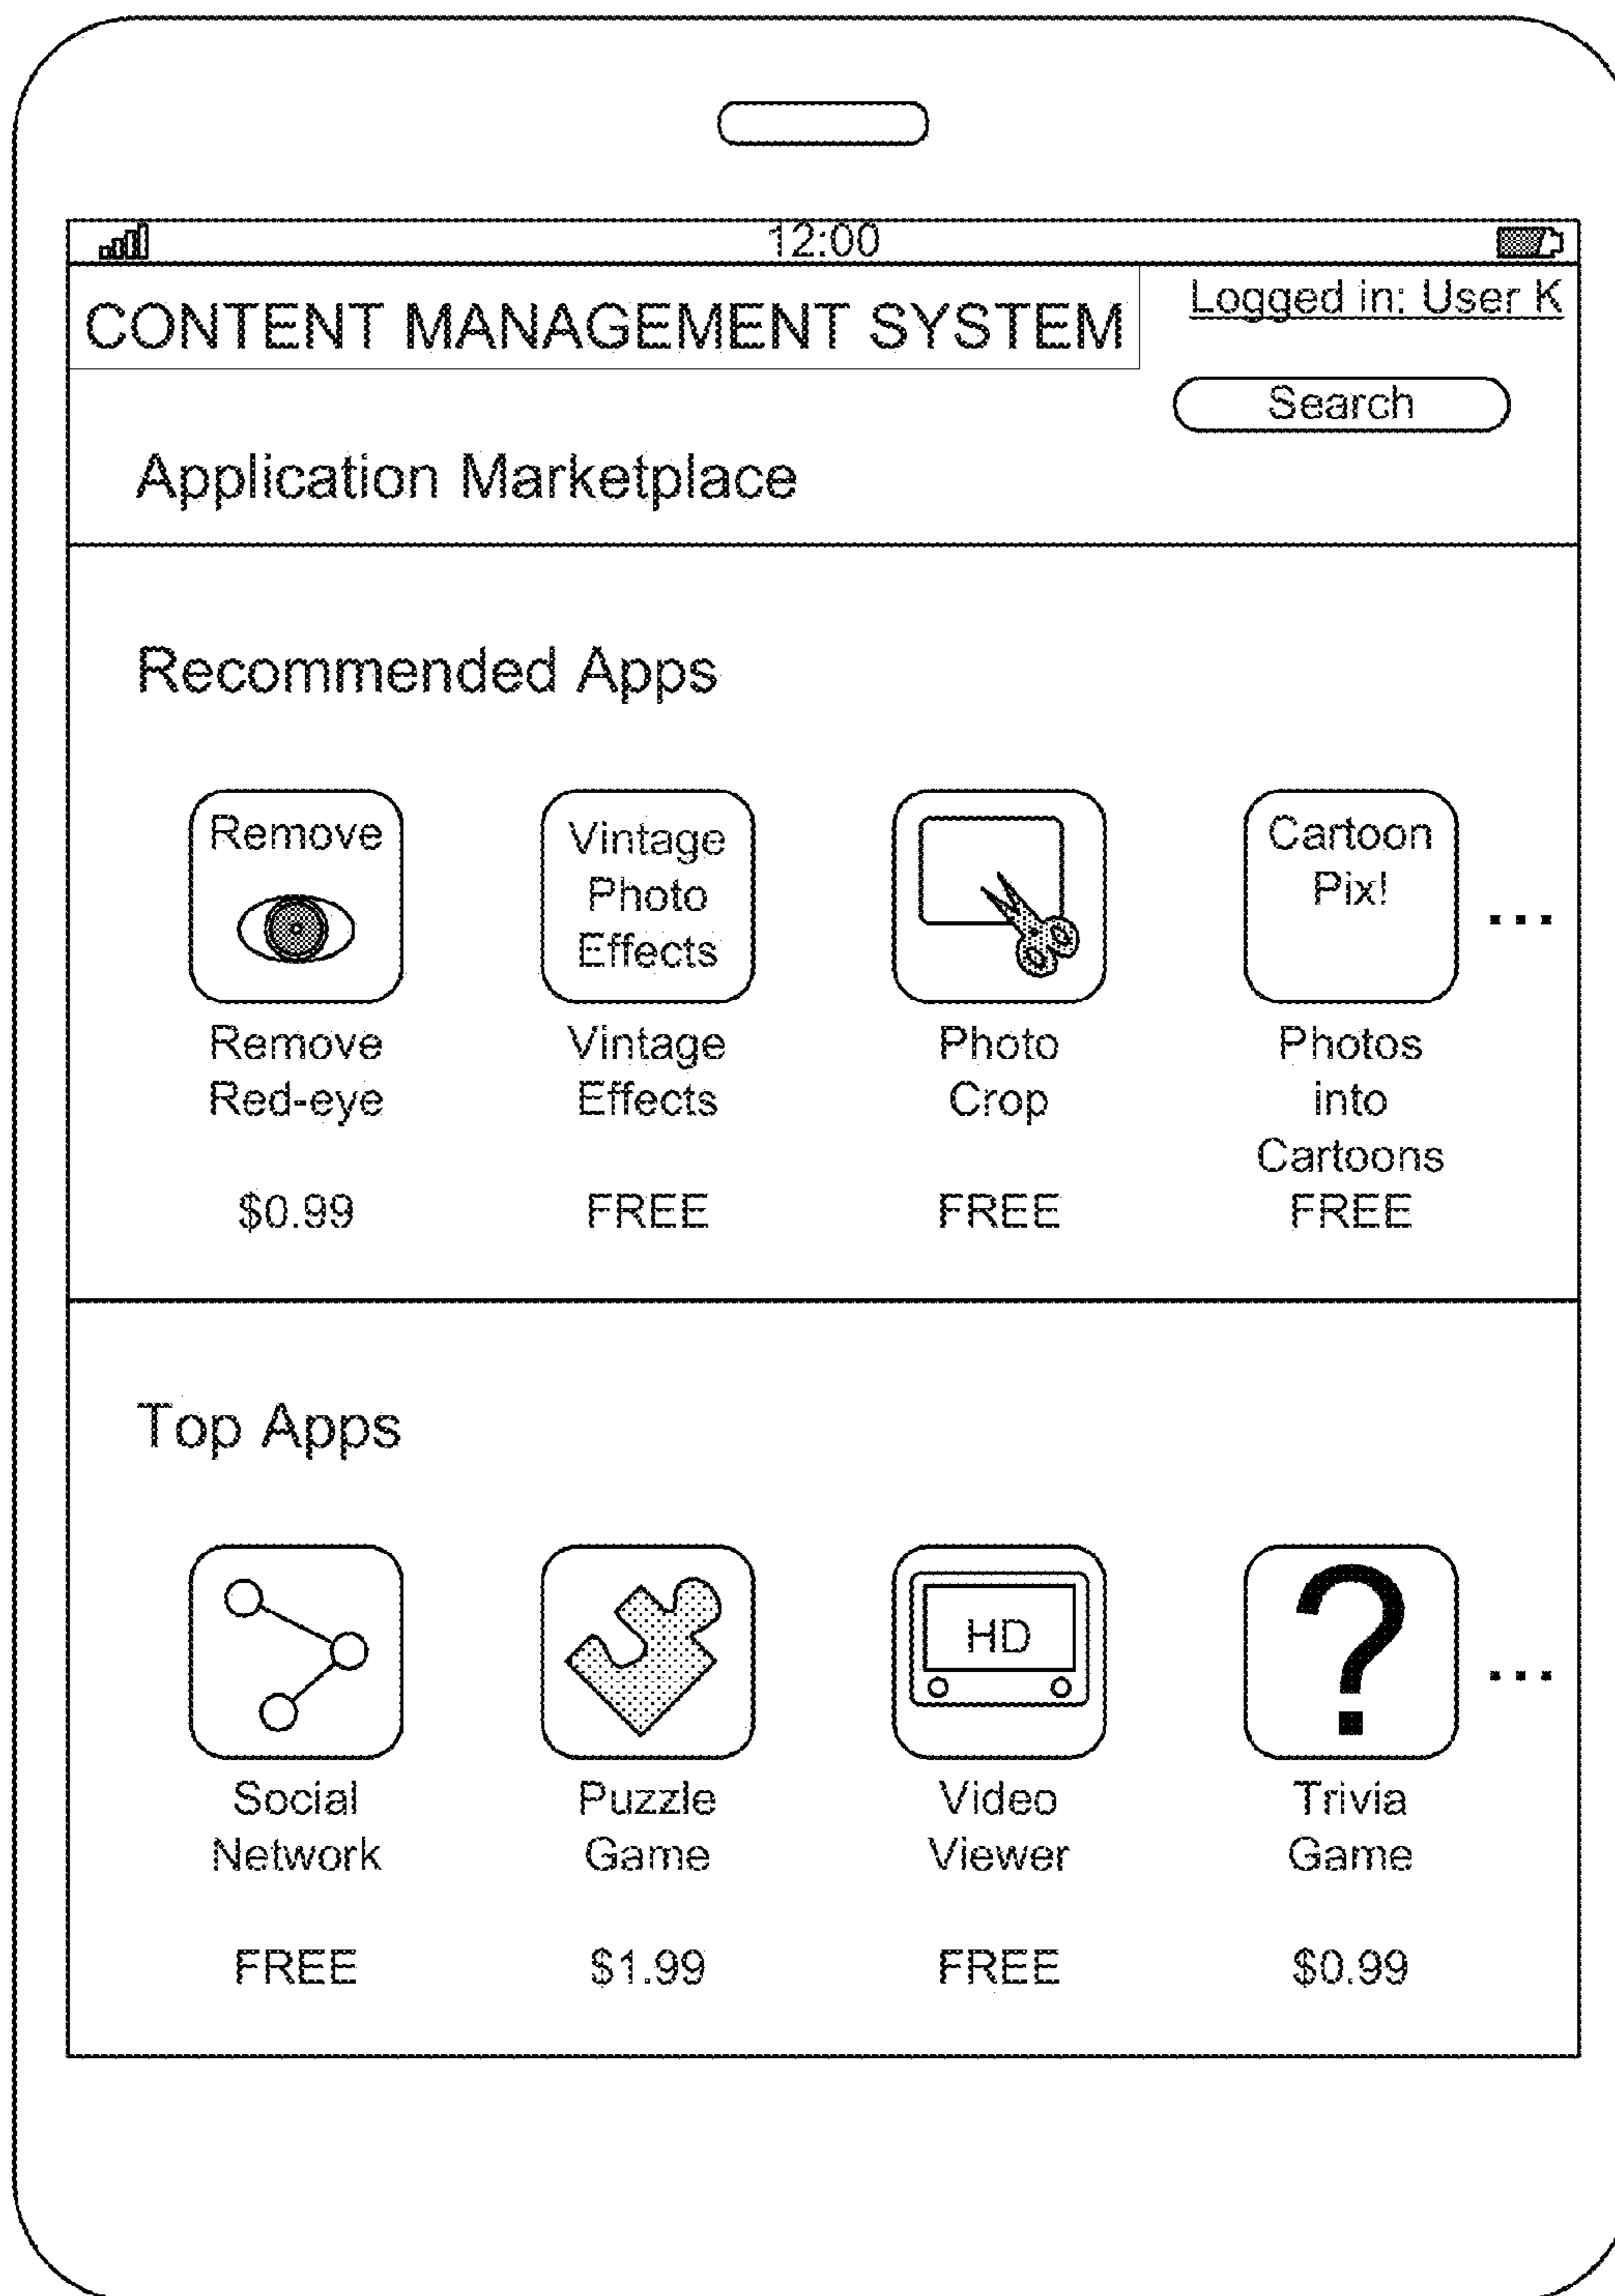 12:00
CONTENT MANAGEMENT SYSTEM
Logged in: User K
Search
Application Marketplace
Recommended Apps
Remove
Vintage
Photo
Effects
Cartoon
Pix!
...
Remove
Red-eye
$0.99
Vintage
Effects
FREE
Photo
Crop
FREE
Photos
into
Cartoons
FREE
Top Apps
HD
?
...
Social
Network
FREE
Puzzle
Game
$1.99
Video
Viewer
FREE
Trivia
Game
$0.99